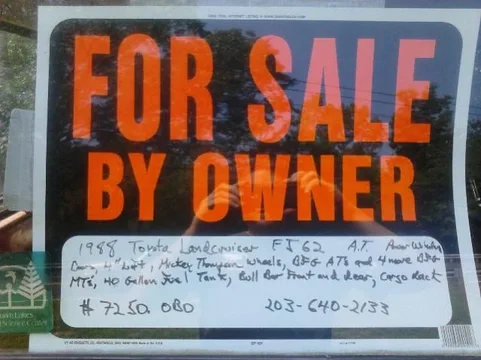 FOR SALE
BY OWNER
1988 Toyota Landcruiser FJ62 A.T. Power Window
Doors, 4" Lift, Mickey Thompson Wheels, BFG ATs and 4 more BFG
MTs, 40 Gallon Fuel Tank, Bull Bar Front and Rear, Cargo Rack
# 7250. OBO 203-640-2133